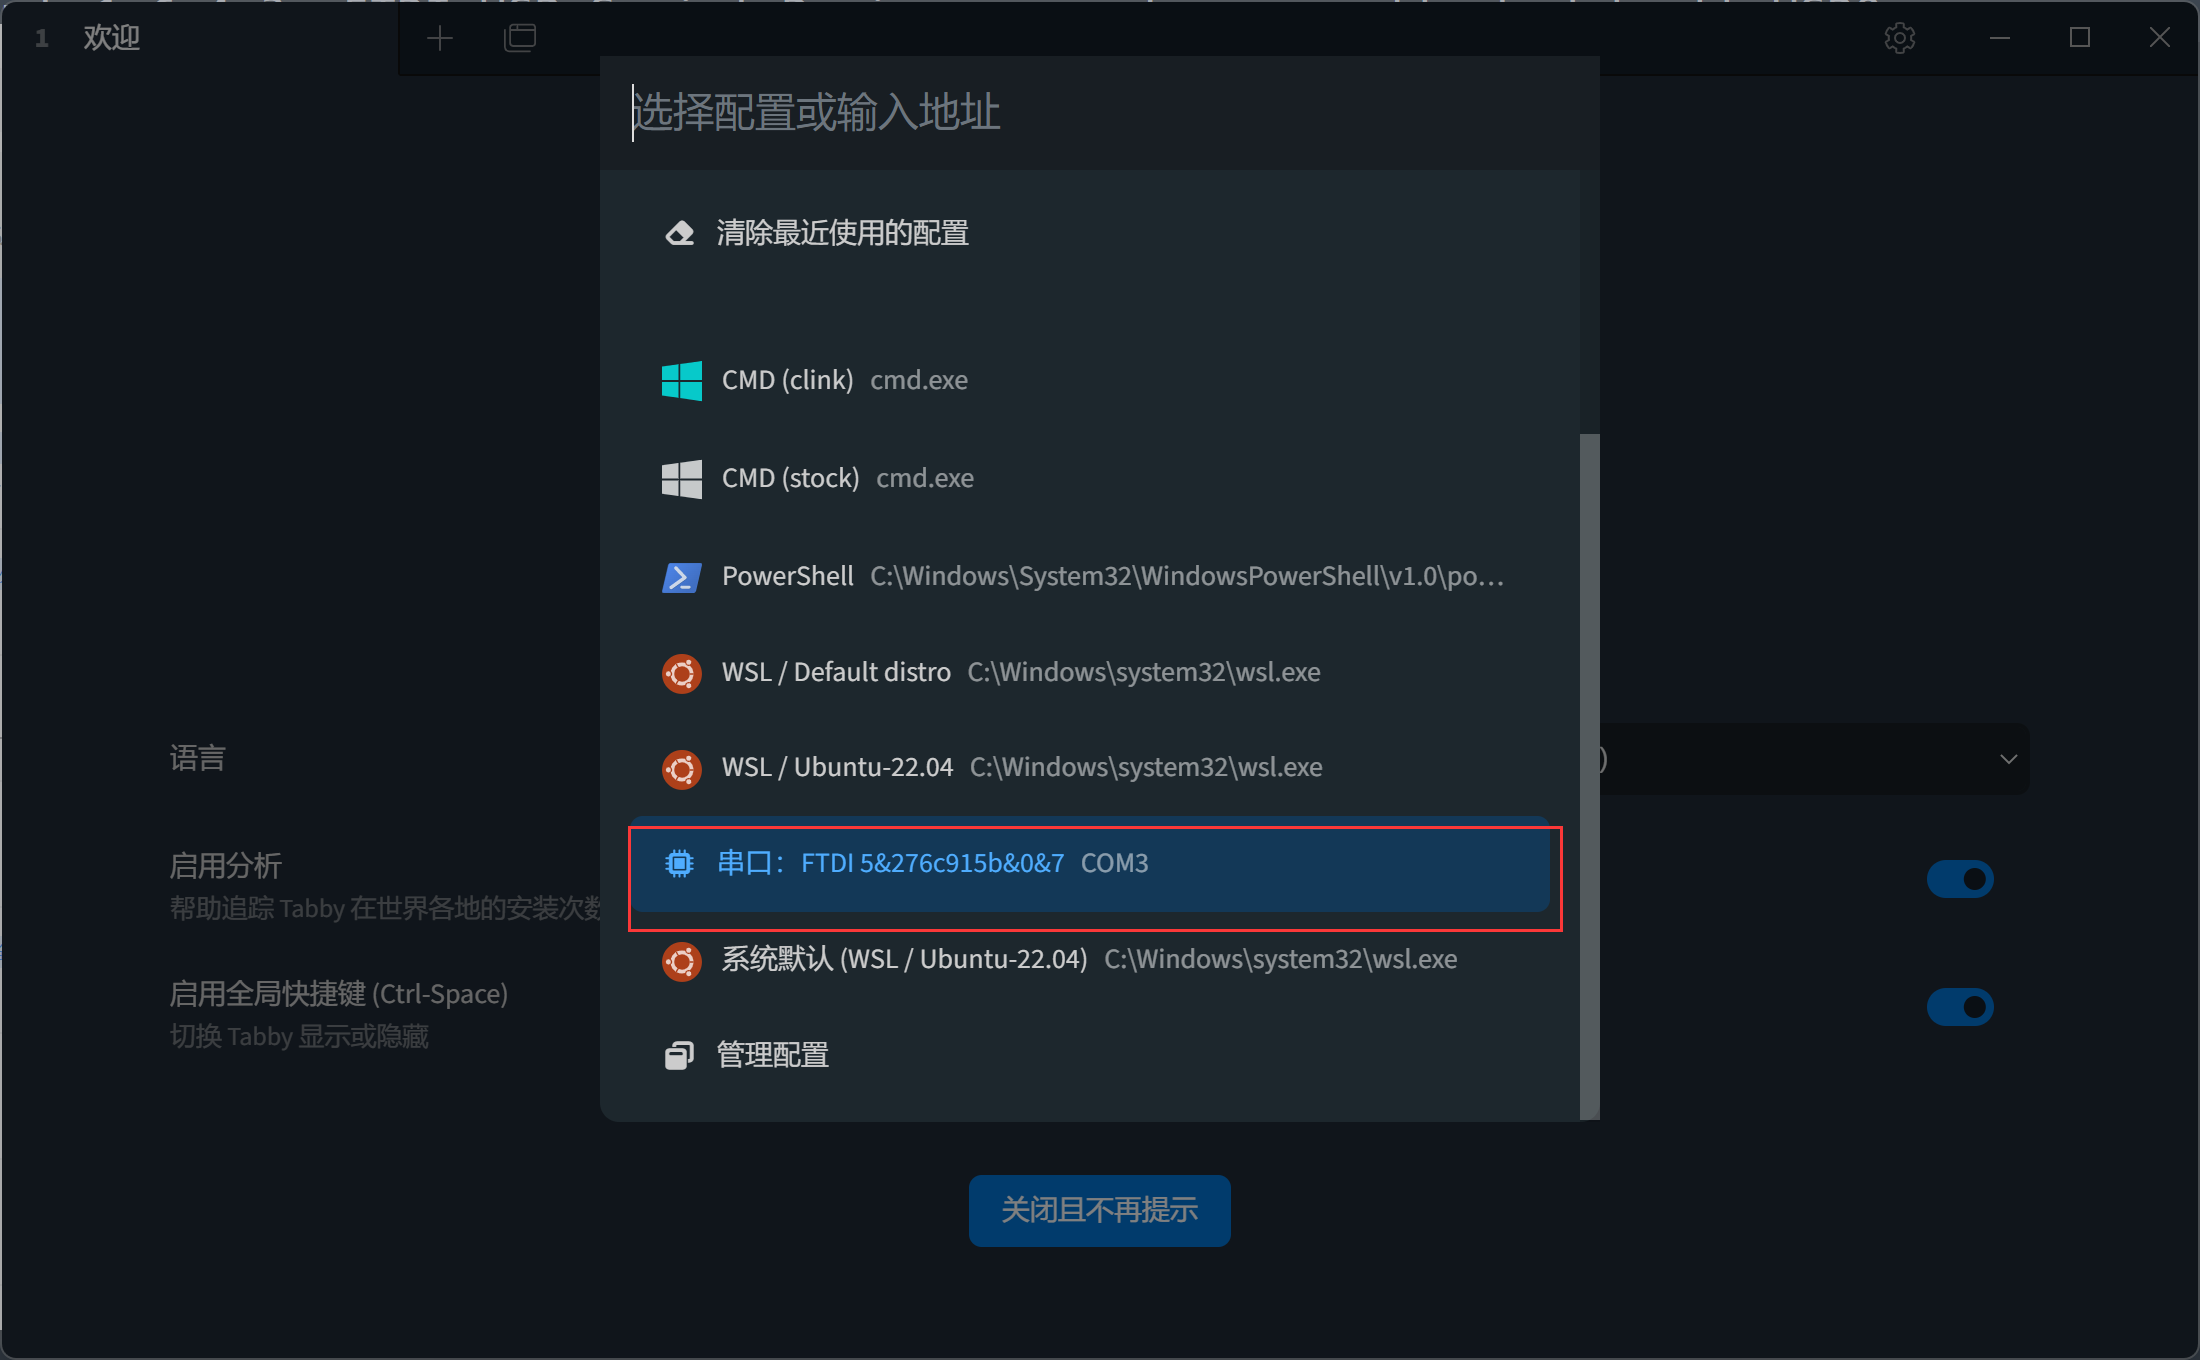 1 欢迎
选择配置或输入地址
清除最近使用的配置
CMD (clink) cmd.exe
CMD (stock) cmd.exe
PowerShell C:\Windows\System32\WindowsPowerShell\v1.0\po...
WSL / Default distro C:\Windows\system32\wsl.exe
WSL / Ubuntu-22.04 C:\Windows\system32\wsl.exe
串口： FTDI 5&276c915b&0&7 COM3
系统默认 (WSL / Ubuntu-22.04) C:\Windows\system32\wsl.exe
管理配置
语言
)
启用分析
帮助追踪 Tabby 在世界各地的安装次数
启用全局快捷键 (Ctrl-Space)
切换 Tabby 显示或隐藏
关闭且不再提示